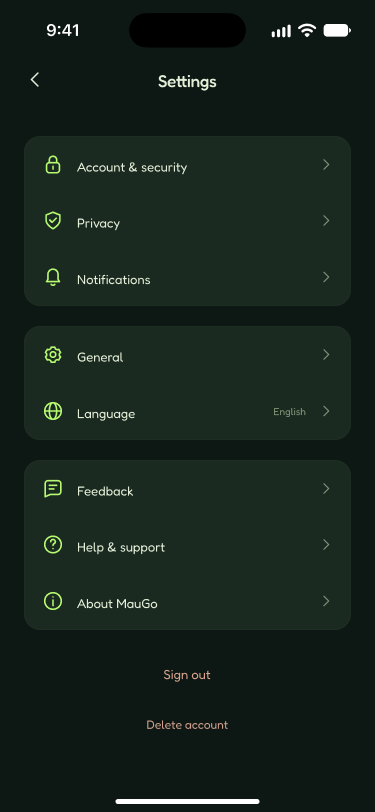 9:41
Settings
Account & security
Privacy
Notifications
General
Language English
Feedback
Help & support
About MauGo
Sign out
Delete account